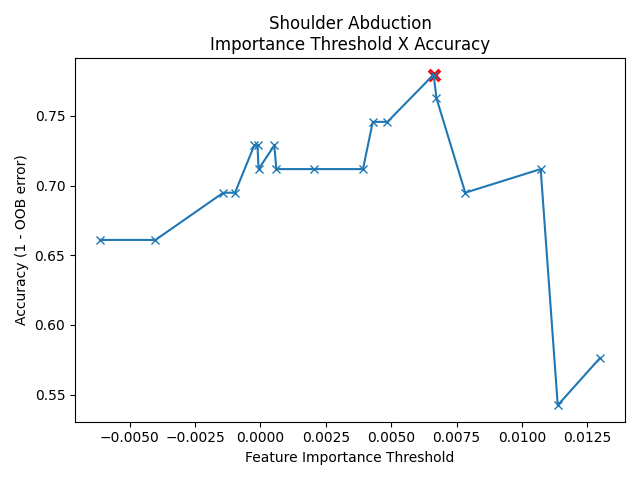 Shoulder Abduction
Importance Threshold X Accuracy
Accuracy (1 - OOB error)
0.75
0.70
0.65
0.60
0.55
−0.0050 −0.0025 0.0000 0.0025 0.0050 0.0075 0.0100 0.0125
Feature Importance Threshold